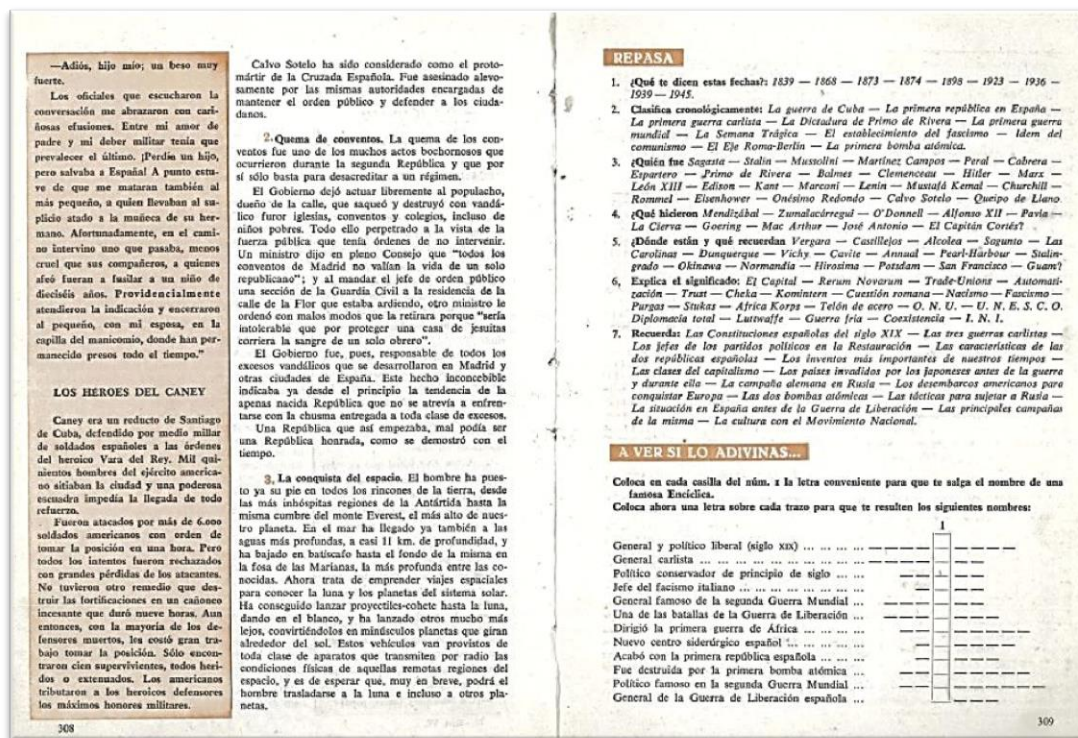 —Adiós, hijo mío; un beso muy
fuerte.
Los oficiales que escucharon la
conversación me abrazaron con cari-
ñosas efusiones. Entre mi amor de
padre y mi deber militar tenía que
prevalecer el último. ¡Perdía un hijo,
pero salvaba a España! A punto estu-
ve de que me mataran también al
más pequeño, a quien llevaban al su-
plicio atado a la muñeca de su her-
mano. Afortunadamente, en el cami-
no intervino uno que pasaba, menos
cruel que sus compañeros, a quienes
afeó fueran a fusilar a un niño de
dieciséis años. Providencialmente
atendieron la indicación y encerraron
al pequeño, con mi esposa, en la
capilla del manicomio, donde han per-
manecido presos todo el tiempo."
LOS HÉROES DEL CANEY
Caney era un reducto de Santiago
de Cuba, defendido por medio millar
de soldados españoles a las órdenes
del heroico Vara del Rey. Mil qui-
nientos hombres del ejército america-
no sitiaban la ciudad y una poderosa
escuadra impedía la llegada de todo
refuerzo.
Fueron atacados por más de 6.000
soldados americanos con orden de
tomar la posición en una hora. Pero
todos los intentos fueron rechazados
con grandes pérdidas de los atacantes.
No tuvieron otro remedio que des-
truir las fortificaciones en un cañoneo
incesante que duró nueve horas. Aun
entonces, con la mayoría de los de-
fensores muertos, les costó gran tra-
bajo tomar la posición. Sólo encon-
traron cien supervivientes, todos heri-
dos o extenuados. Los americanos
tributaron a los heroicos defensores
los máximos honores militares.
308
Calvo Sotelo ha sido considerado como el proto-
mártir de la Cruzada Española. Fue asesinado alevo-
samente por las mismas autoridades encargadas de
mantener el orden público y defender a los ciuda-
danos.
2. Quema de conventos. La quema de los con-
ventos fue uno de los muchos actos bochornosos que
ocurrieron durante la segunda República y que por
sí sólo basta para desacreditar a un régimen.
El Gobierno dejó actuar libremente al populacho,
dueño de la calle, que saqueó y destruyó con vandá-
lico furor iglesias, conventos y colegios, incluso de
niños pobres. Todo ello perpetrado a la vista de la
fuerza pública que tenía órdenes de no intervenir.
Un ministro dijo en pleno Consejo que "todos los
conventos de Madrid no valían la vida de un solo
republicano"; y al mandar el jefe de orden público
una sección de la Guardia Civil a la residencia de la
calle de la Flor que estaba ardiendo, otro ministro le
ordenó con malos modos que la retirara porque "sería
intolerable que por proteger una casa de jesuitas
corriera la sangre de un solo obrero".
El Gobierno fue, pues, responsable de todos los
excesos vandálicos que se desarrollaron en Madrid y
otras ciudades de España. Este hecho inconcebible
indicaba ya desde el principio la tendencia de la
apenas nacida República que no se atrevía a enfren-
tarse con la chusma entregada a toda clase de excesos.
Una República que así empezaba, mal podía ser
una República honrada, como se demostró con el
tiempo.
3. La conquista del espacio. El hombre ha pues-
to ya su pie en todos los rincones de la tierra, desde
las más inhóspitas regiones de la Antártida hasta la
misma cumbre del monte Everest, el más alto de nues-
tro planeta. En el mar ha llegado ya también a las
aguas más profundas, a casi 11 km. de profundidad, y
ha bajado en batiscafo hasta el fondo de la misma en
la fosa de las Marianas, la más profunda entre las co-
nocidas. Ahora trata de emprender viajes espaciales
para conocer la luna y los planetas del sistema solar.
Ha conseguido lanzar proyectiles-cohete hasta la luna,
dando en el blanco, y ha lanzado otros mucho más
lejos, convirtiéndolos en minúsculos planetas que giran
alrededor del sol. Estos vehículos van provistos de
toda clase de aparatos que transmiten por radio las
condiciones físicas de aquellas remotas regiones del
espacio, y es de esperar que, muy en breve, podrá el
hombre trasladarse a la luna e incluso a otros pla-
netas.
REPASA
1. ¿Qué te dicen estas fechas?: 1839 — 1868 — 1873 — 1874 — 1898 — 1923 — 1936 —
1939 — 1945.
2. Clasifica cronológicamente: La guerra de Cuba — La primera república en España —
La primera guerra carlista — La Dictadura de Primo de Rivera — La primera guerra
mundial — La Semana Trágica — El establecimiento del fascismo — Idem del
comunismo — El Eje Roma-Berlín — La primera bomba atómica.
3. ¿Quién fue Sagasta — Stalin — Mussolini — Martínez Campos — Peral — Cabrera —
Espartero — Primo de Rivera — Balmes — Clemenceau — Hitler — Marx —
León XIII — Edison — Kant — Marconi — Lenin — Mustafá Kemal — Churchill —
Rommel — Eisenhower — Onésimo Redondo — Calvo Sotelo — Queipo de Llano.
4. ¿Qué hicieron Mendizábal — Zumalacárregui — O'Donnell — Alfonso XII — Pavía —
La Cierva — Goering — Mac Arthur — José Antonio — El Capitán Cortés?
5. ¿Dónde están y qué recuerdan Vergara — Castillejos — Alcolea — Sagunto — Las
Carolinas — Dunquerque — Vichy — Cavite — Annual — Pearl-Harbour — Stalin-
grado — Okinawa — Normandía — Hirosima — Potsdam — San Francisco — Guam?
6. Explica el significado: El Capital — Rerum Novarum — Trade-Unions — Automati-
zación — Trust — Cheka — Komintern — Cuestión romana — Nacismo — Fascismo —
Purgas — Stukas — Africa Korps — Telón de acero — O. N. U. — U. N. E. S. C. O.
Diplomacia total — Lutwaffe — Guerra fría — Coexistencia — I. N. I.
7. Recuerda: Las Constituciones españolas del siglo XIX — Las tres guerras carlistas —
Los jefes de los partidos políticos en la Restauración — Las características de las
dos repúblicas españolas — Los inventos más importantes de nuestros tiempos —
Las clases del capitalismo — Los países invadidos por los japoneses antes de la guerra
y durante ella — La campaña alemana en Rusia — Los desembarcos americanos para
conquistar Europa — Las dos bombas atómicas — Las tácticas para sujetar a Rusia —
La situación en España antes de la Guerra de Liberación — Las principales campañas
de la misma — La cultura con el Movimiento Nacional.
A VER SI LO ADIVINAS...
Coloca en cada casilla del núm. 1 la letra conveniente para que te salga el nombre de una
famosa Encíclica.
Coloca ahora una letra sobre cada trazo para que te resulten los siguientes nombres:
1
General y político liberal (siglo XIX) ... ... ... ...
General carlista ... ... ... ... ... ... ... ... ...
Político conservador de principio de siglo ... ...
Jefe del facismo italiano ... ... ... ... ... ... ...
General famoso de la segunda Guerra Mundial ...
Una de las batallas de la Guerra de Liberación ...
Dirigió la primera guerra de África ... ... ... ...
Nuevo centro siderúrgico español ... ... ... ...
Acabó con la primera república española ... ... ...
Fue destruida por la primera bomba atómica ...
Político famoso en la segunda Guerra Mundial ...
General de la Guerra de Liberación española ...
309